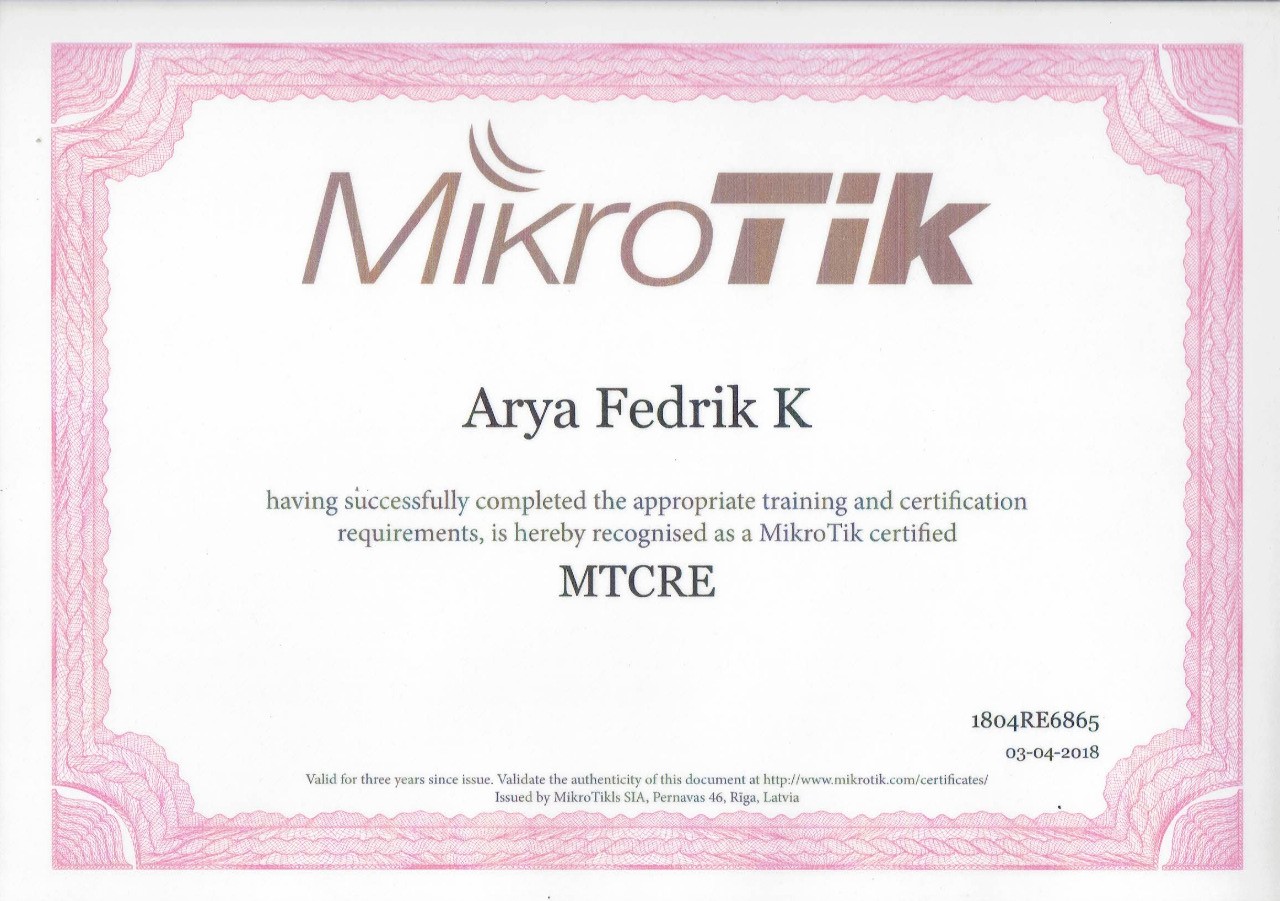 MikroTik
Arya Fedrik K
having successfully completed the appropriate training and certification
requirements, is hereby recognised as a MikroTik certified
MTCRE
1804RE6865
03-04-2018
Valid for three years since issue. Validate the authenticity of this document at http://www.mikrotik.com/certificates/
Issued by MikroTikls SIA, Pernavas 46, Rīga, Latvia